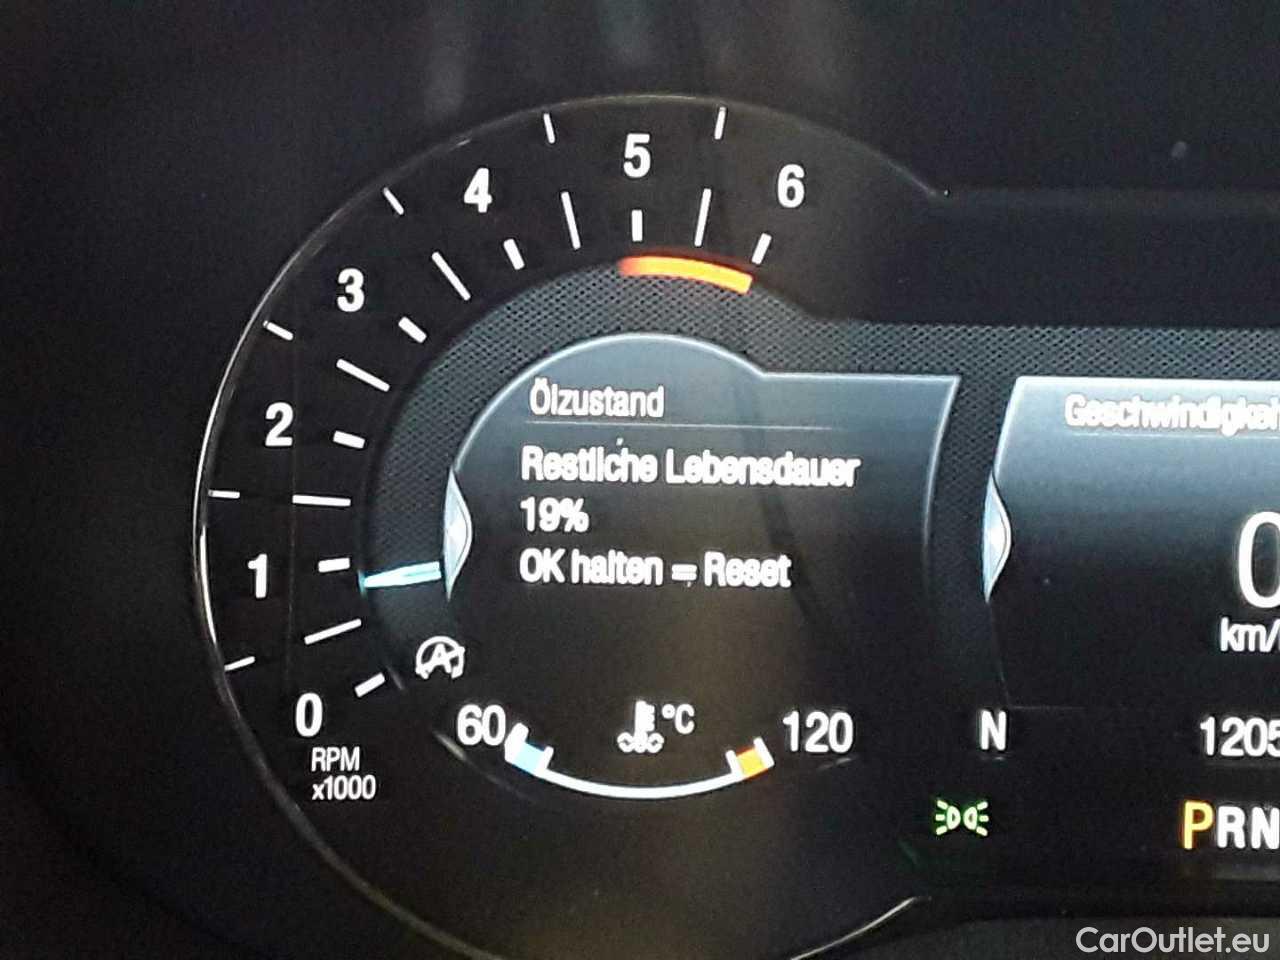 5
4
6
3
2
1
0
RPM
x1000
Ölzustand
Restliche Lebensdauer
19%
OK halten = Reset
60
°C
120
0
N
PRN
CarOutlet.eu